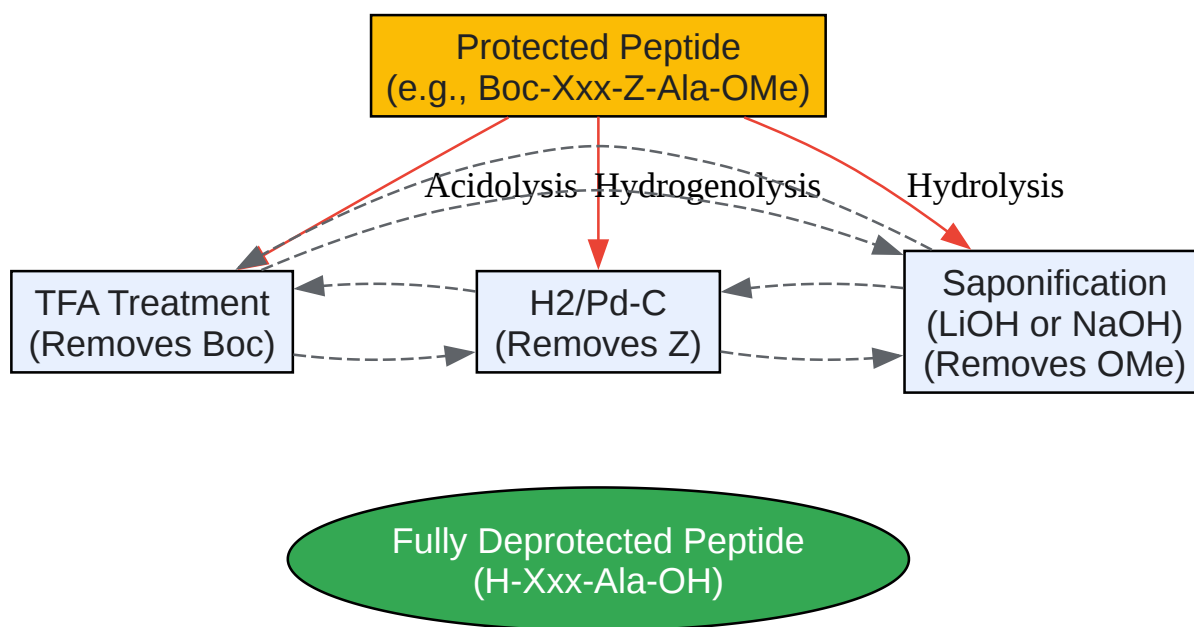 Protected Peptide
(e.g., Boc-Xxx-Z-Ala-OMe)
Acidolysis
Hydrogenolysis
Hydrolysis
TFA Treatment
(Removes Boc)
H2/Pd-C
(Removes Z)
Saponification
(LiOH or NaOH)
(Removes OMe)
Fully Deprotected Peptide
(H-Xxx-Ala-OH)